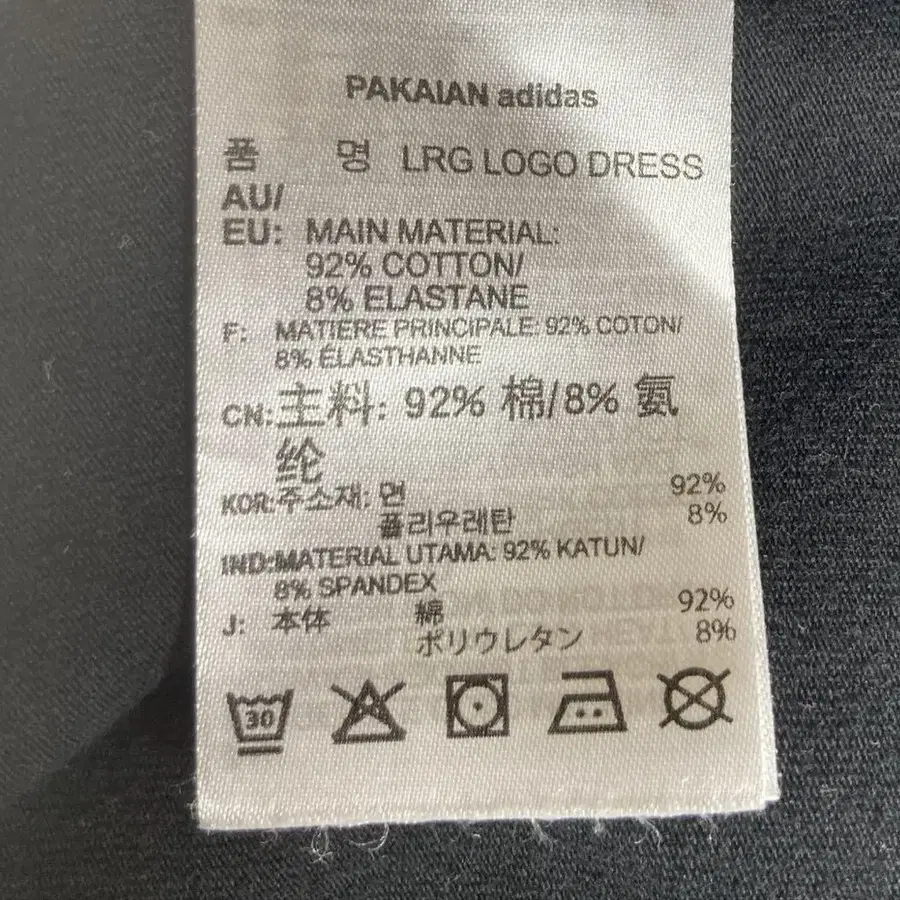 PAKAIAN adidas
품 명 LRG LOGO DRESS
AU/
EU: MAIN MATERIAL:
92% COTTON/
8% ELASTANE
F: MATIERE PRINCIPALE: 92% COTON/
8% ÉLASTHANNE
CN:主料: 92% 棉/8% 氨
纶
KOR:주소재: 면 92%
폴리우레탄 8%
IND:MATERIAL UTAMA: 92% KATUN/
8% SPANDEX
J: 本体 綿 92%
ポリウレタン 8%
30